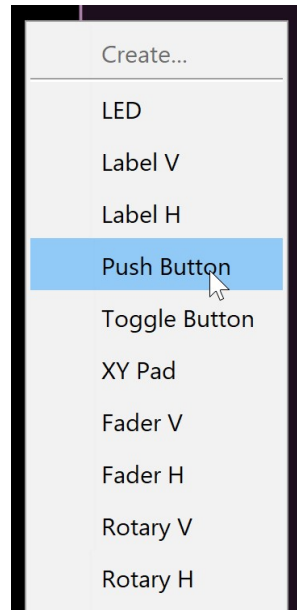 Create...
LED
Label V
Label H
Push Button
Toggle Button
XY Pad
Fader V
Fader H
Rotary V
Rotary H